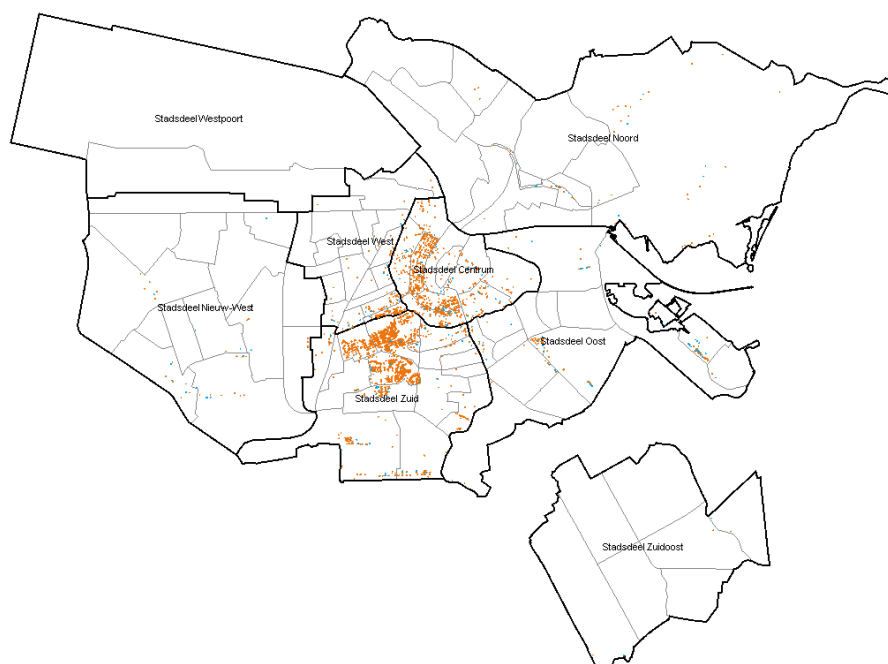 Stadsdeel Westpoort
Stadsdeel Noord
Stadsdeel West
Stadsdeel Centrum
Stadsdeel Nieuw-West
Stadsdeel Oost
Stadsdeel Zuid
Stadsdeel Zuidoost